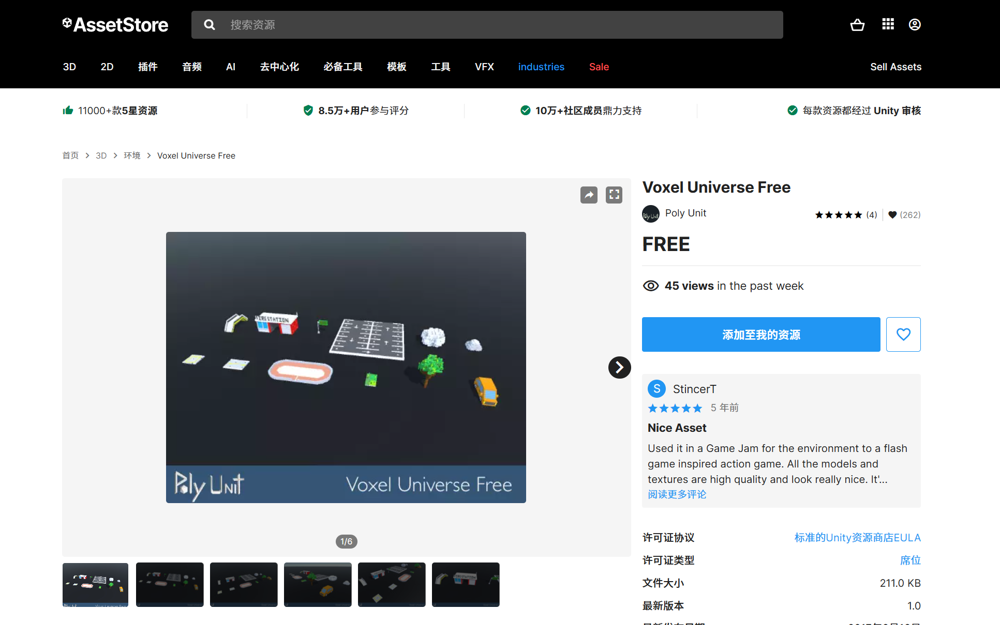 AssetStore
搜索资源
3D 2D 插件 音频 AI 去中心化 必备工具 模板 工具 VFX industries Sale Sell Assets
11000+款5星资源 8.5万+用户参与评分 10万+社区成员鼎力支持 每款资源都经过 Unity 审核
首页 3D 环境 Voxel Universe Free
Voxel Universe Free
Poly Unit (4) (262)
FREE
45 views in the past week
添加至我的资源
FIRESTATION
Poly Unit Voxel Universe Free
1/6
S StincerT
5 年前
Nice Asset
Used it in a Game Jam for the environment to a flash
game inspired action game. All the models and
textures are high quality and look really nice. It'...
阅读更多评论
许可证协议 标准的Unity资源商店EULA
许可证类型 席位
文件大小 211.0 KB
最新版本 1.0